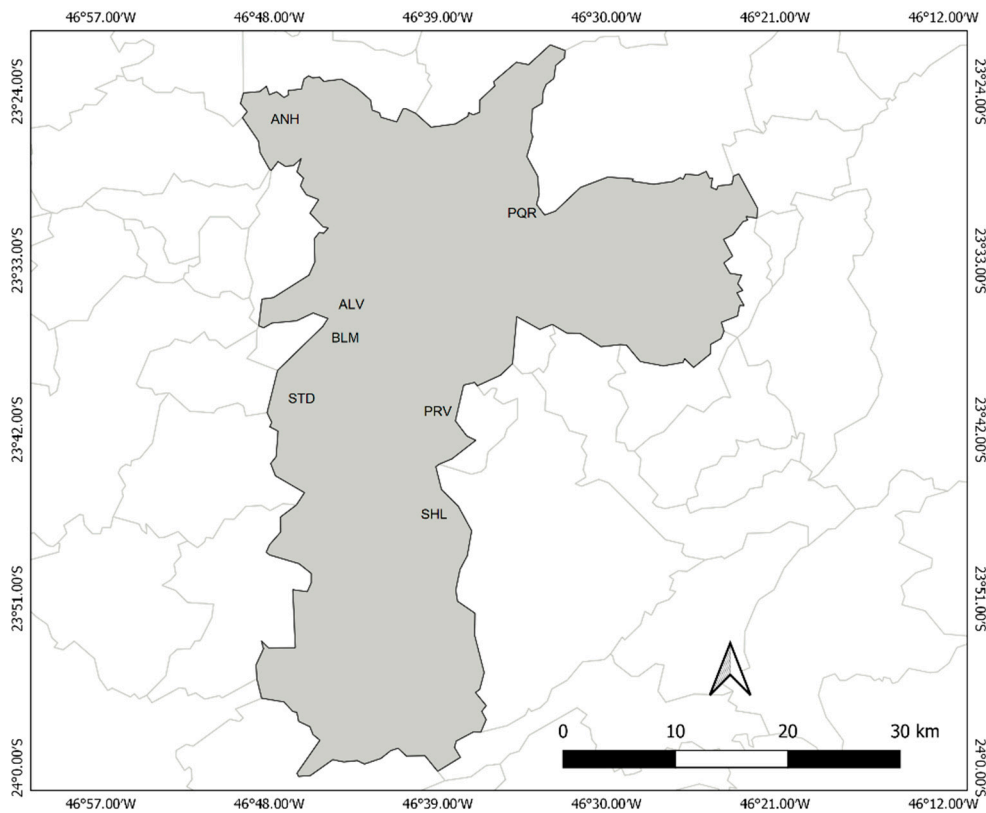 46°57.00'W 46°48.00'W 46°39.00'W 46°30.00'W 46°21.00'W 46°12.00'W
23°24.00'S 23°24.00'S
ANH
PQR
23°33.00'S 23°33.00'S
ALV
BLM
STD
PRV
23°42.00'S 23°42.00'S
SHL
23°51.00'S 23°51.00'S
0 10 20 30 km
24°0.00'S 24°0.00'S
46°57.00'W 46°48.00'W 46°39.00'W 46°30.00'W 46°21.00'W 46°12.00'W